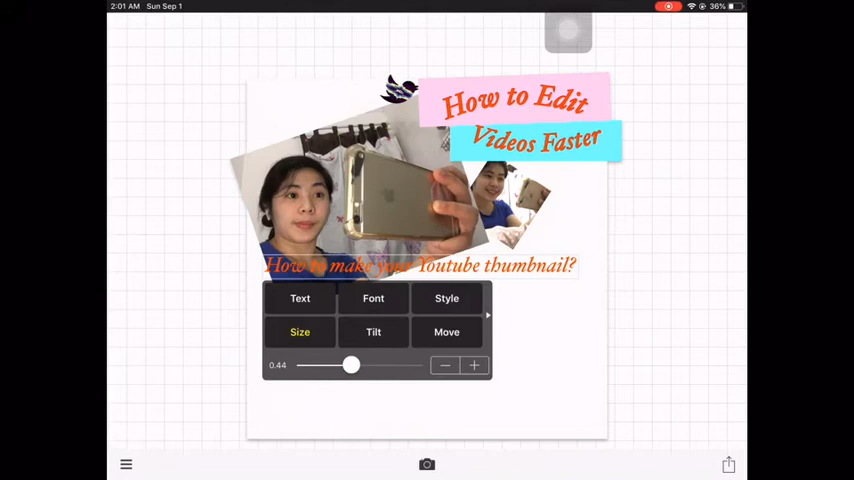 2:01 AM Sun Sep 1
36%
How to Edit
Videos Faster
How to make your Youtube thumbnail?
Text Font Style
Size Tilt Move
0.44